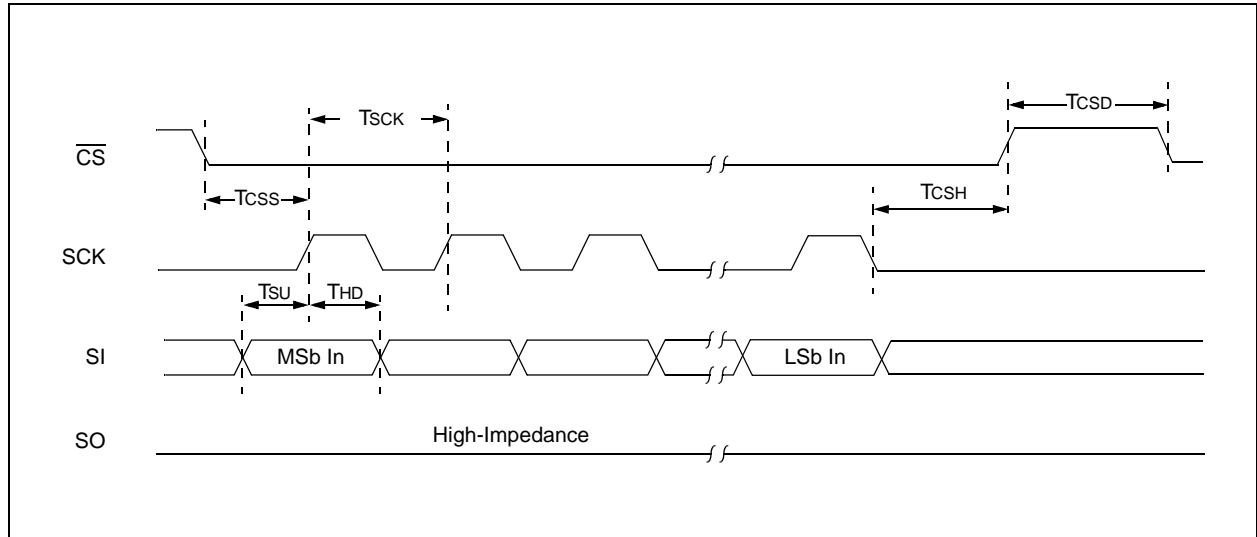 TSCK
TCSD
CS
TCSS
TCSH
SCK
TSU
THD
SI
MSb In
LSb In
SO
High-Impedance